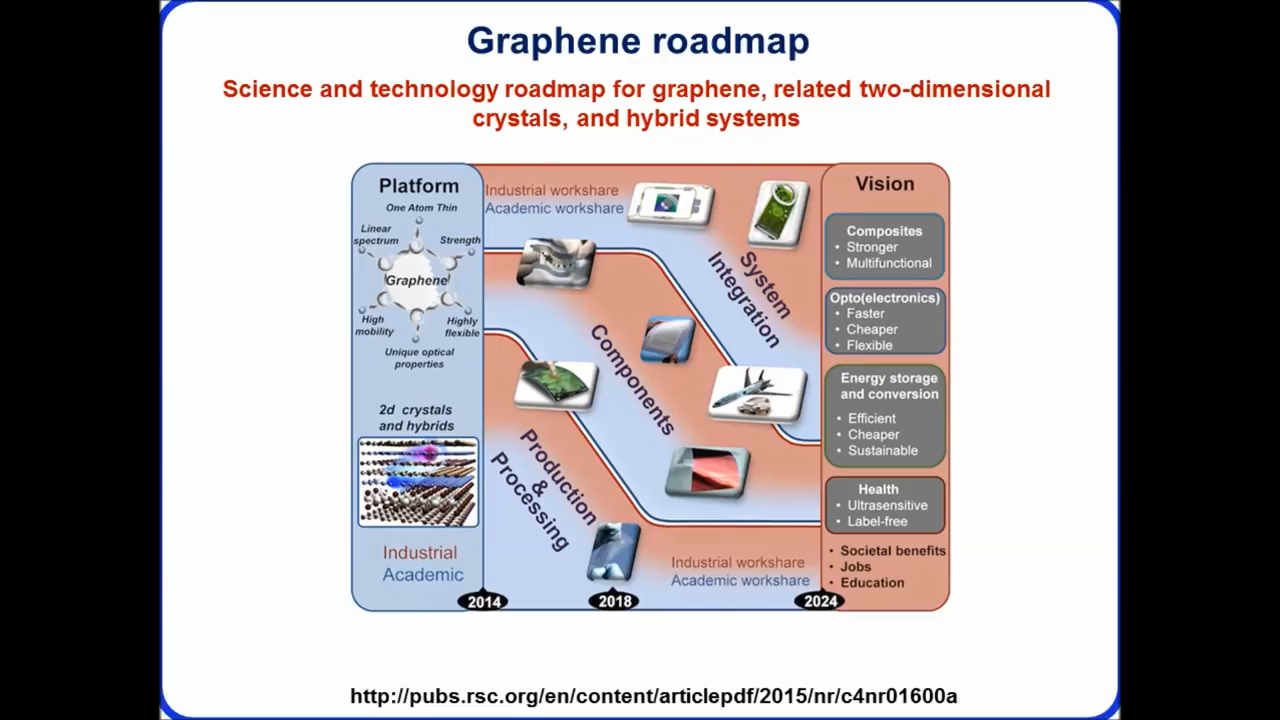 Graphene roadmap
Science and technology roadmap for graphene, related two-dimensional
crystals, and hybrid systems
Platform
One Atom Thin
Linear
spectrum
Strength
Graphene
High
mobility
Highly
flexible
Unique optical
properties
2d crystals
and hybrids
Industrial
Academic
Industrial workshare
Academic workshare
System
Integration
Components
Production
&
Processing
Industrial workshare
Academic workshare
2014
2018
2024
Vision
Composites
• Stronger
• Multifunctional
Opto(electronics)
• Faster
• Cheaper
• Flexible
Energy storage
and conversion
• Efficient
• Cheaper
• Sustainable
Health
• Ultrasensitive
• Label-free
• Societal benefits
• Jobs
• Education
http://pubs.rsc.org/en/content/articlepdf/2015/nr/c4nr01600a